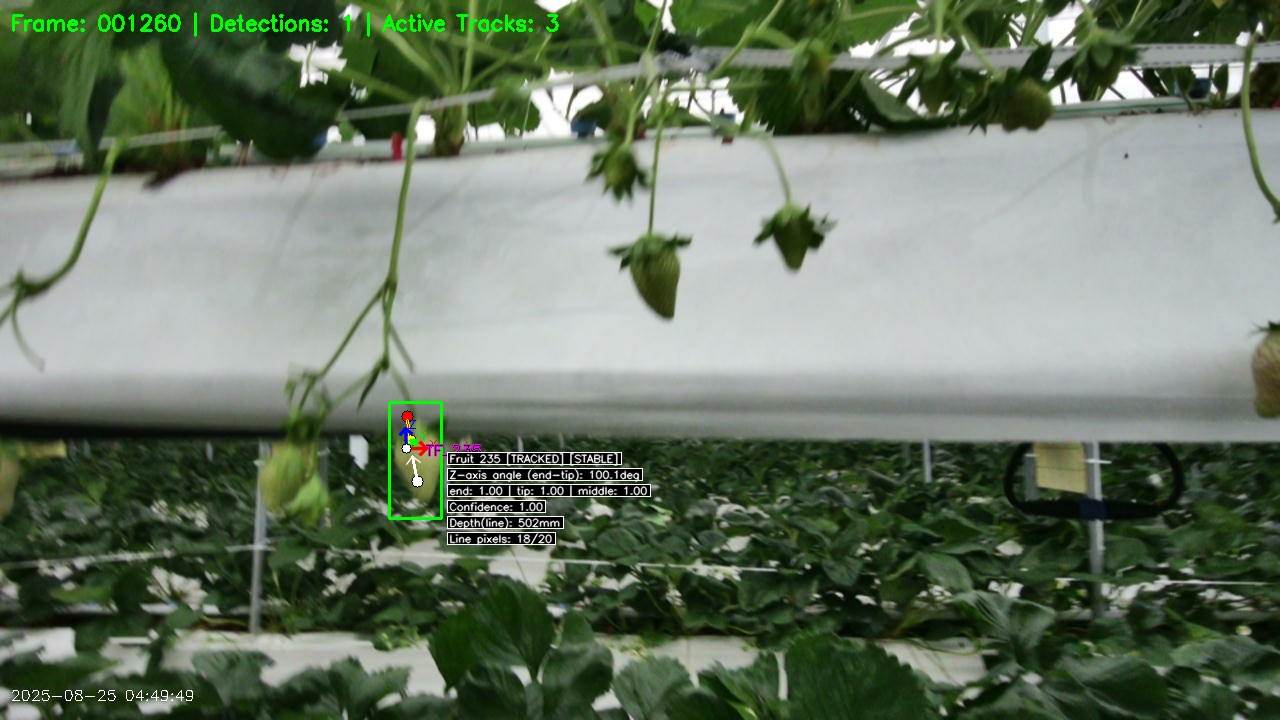 Frame: 001260 | Detections: 1 | Active Tracks: 3
Z
TF_235
Fruit 235 [TRACKED] [STABLE]
Z-axis angle (end-tip): 100.1deg
end: 1.00 | tip: 1.00 | middle: 1.00
Confidence: 1.00
Depth(line): 502mm
Line pixels: 18/20
2025-08-25 04:49:49